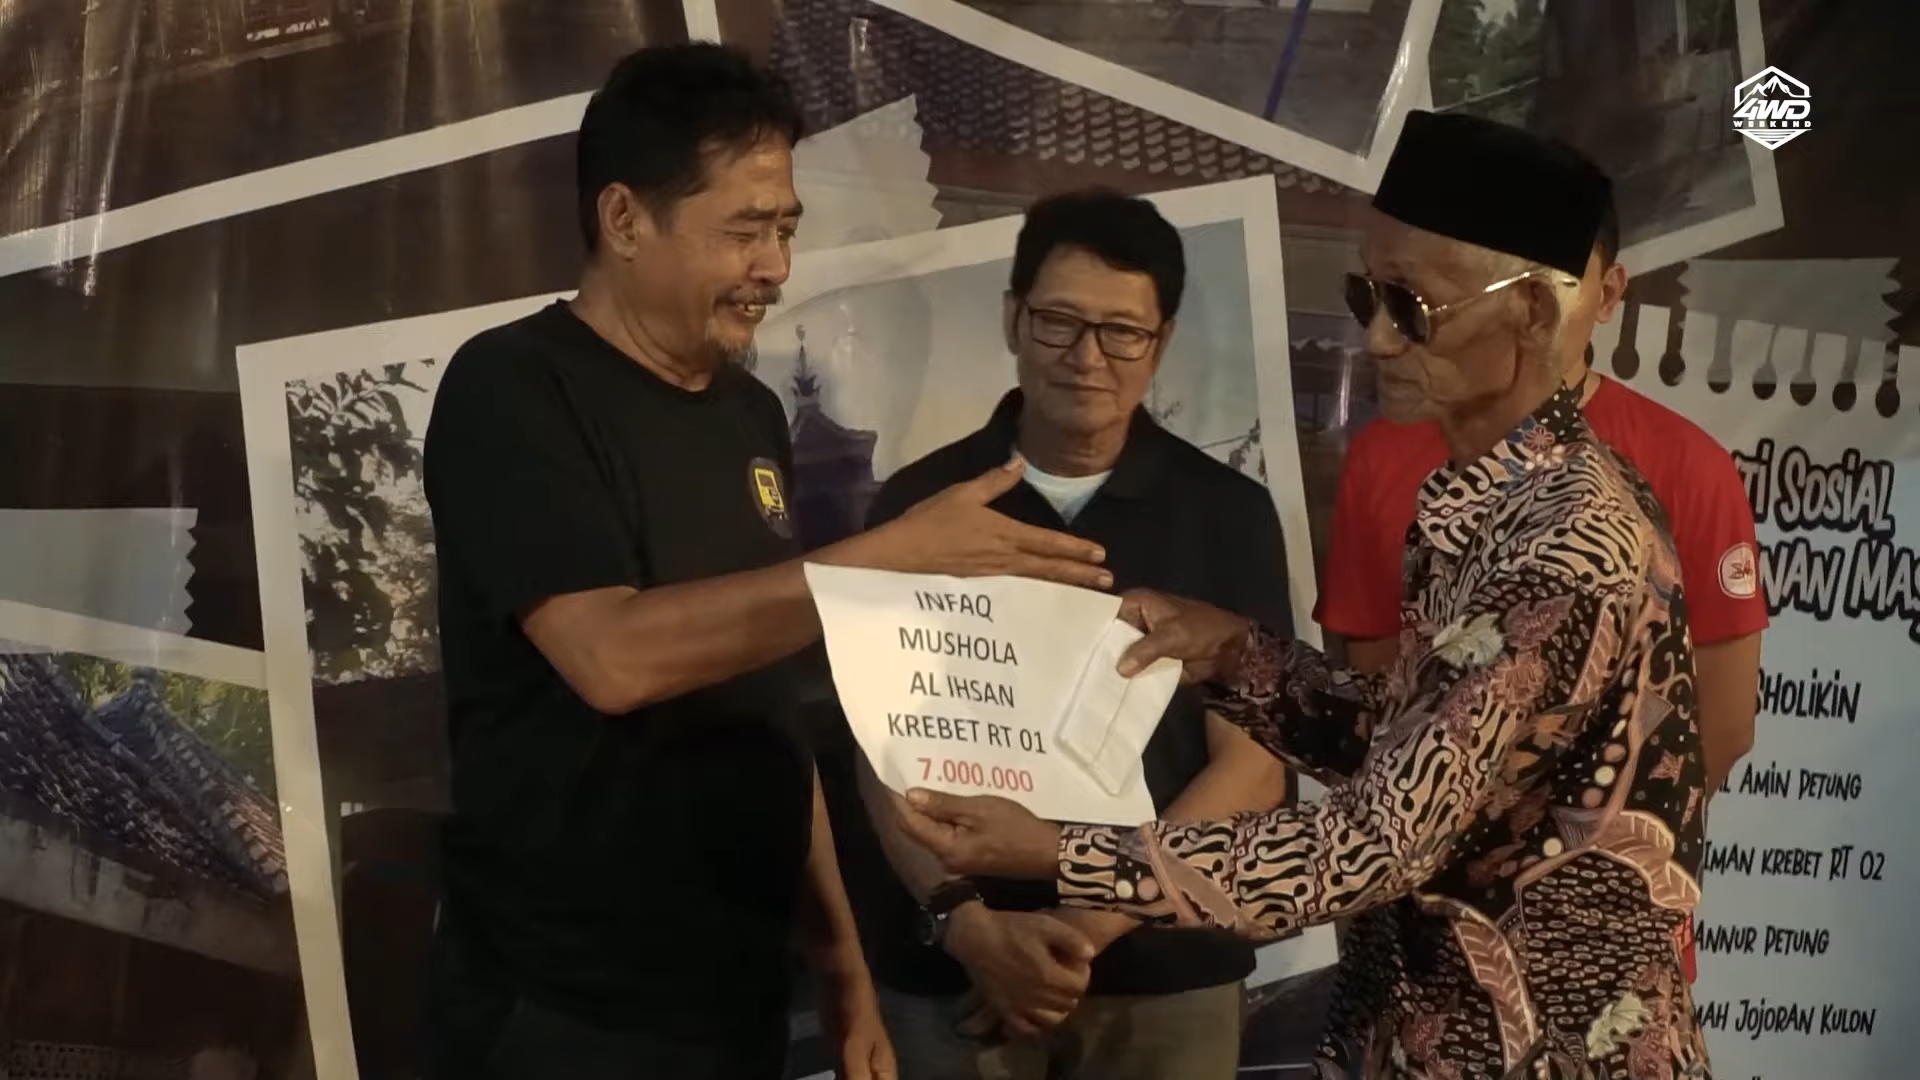 4WD
WEEKEND
INFAQ
MUSHOLA
AL IHSAN
KREBET RT 01
7.000.000
SOSIAL
AMIN PETUNG
IMAN KREBET RT 02
ANNUR PETUNG
JOJORAN KULON